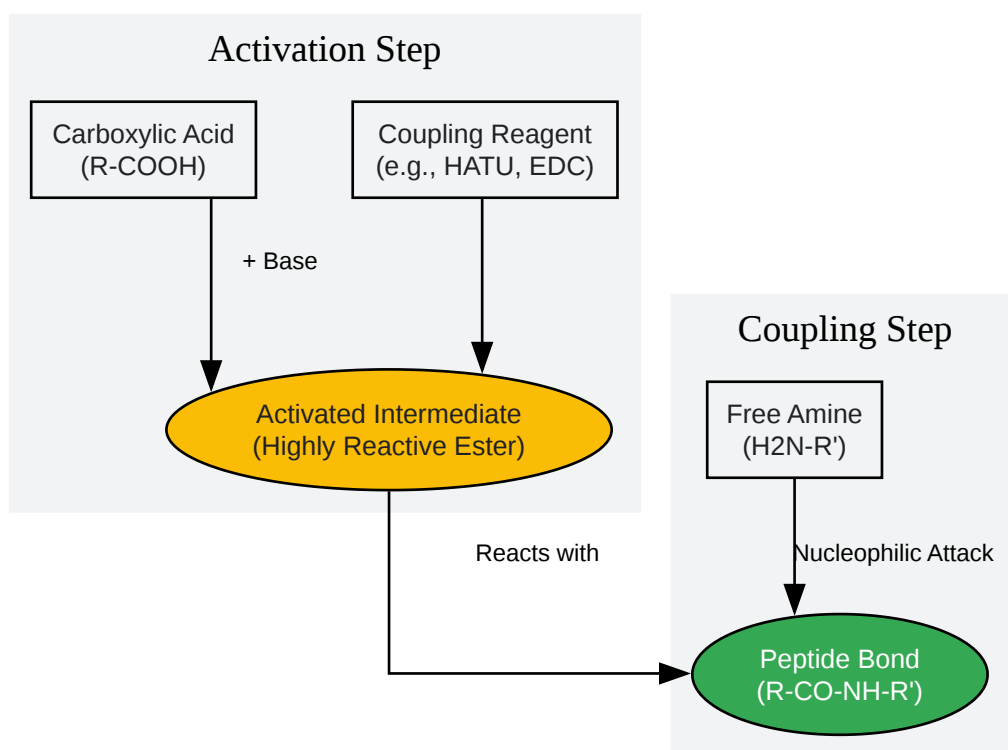 Activation Step
Carboxylic Acid
(R-COOH)
Coupling Reagent
(e.g., HATU, EDC)
+ Base
Activated Intermediate
(Highly Reactive Ester)
Coupling Step
Free Amine
(H2N-R')
Reacts with
Nucleophilic Attack
Peptide Bond
(R-CO-NH-R')